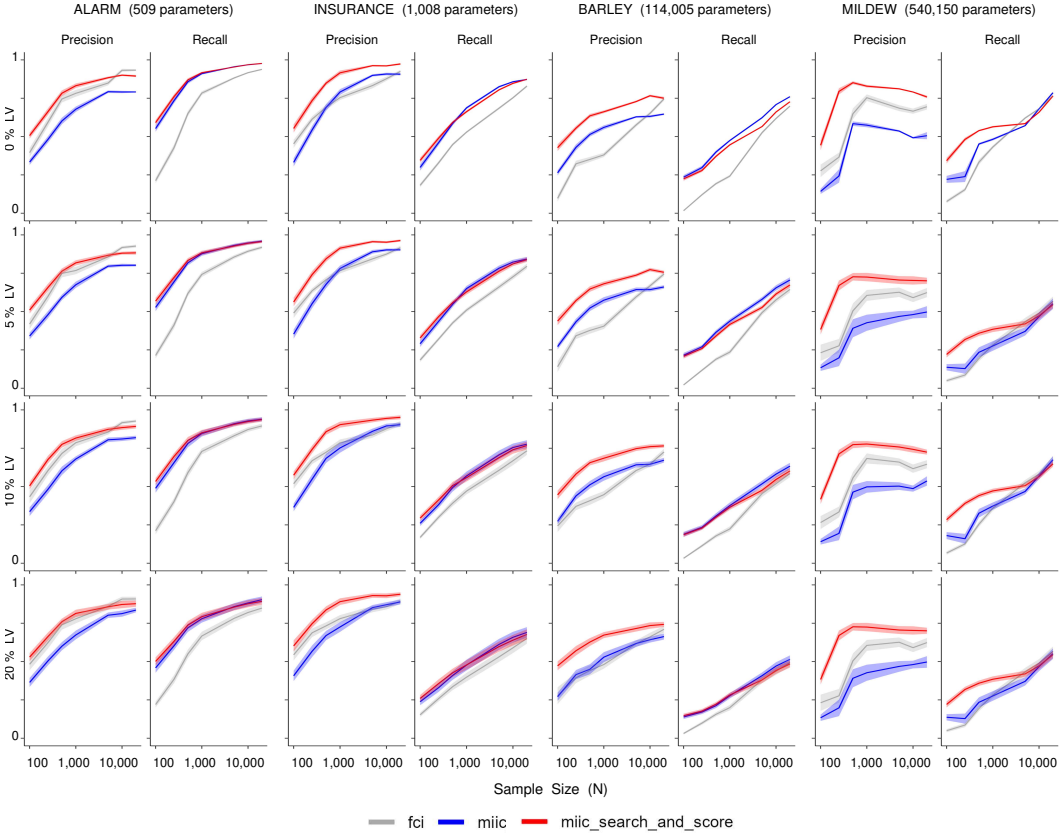 ALARM (509 parameters) INSURANCE (1,008 parameters) BARLEY (114,005 parameters) MILDEW (540,150 parameters)
Precision Recall Precision Recall Precision Recall Precision Recall
1
0 % LV
0
1
5 % LV
0
1
10 % LV
0
1
20 % LV
0
100 1,000 10,000 100 1,000 10,000 100 1,000 10,000 100 1,000 10,000 100 1,000 10,000 100 1,000 10,000 100 1,000 10,000 100 1,000 10,000
Sample Size (N)
fci miic miic_search_and_score